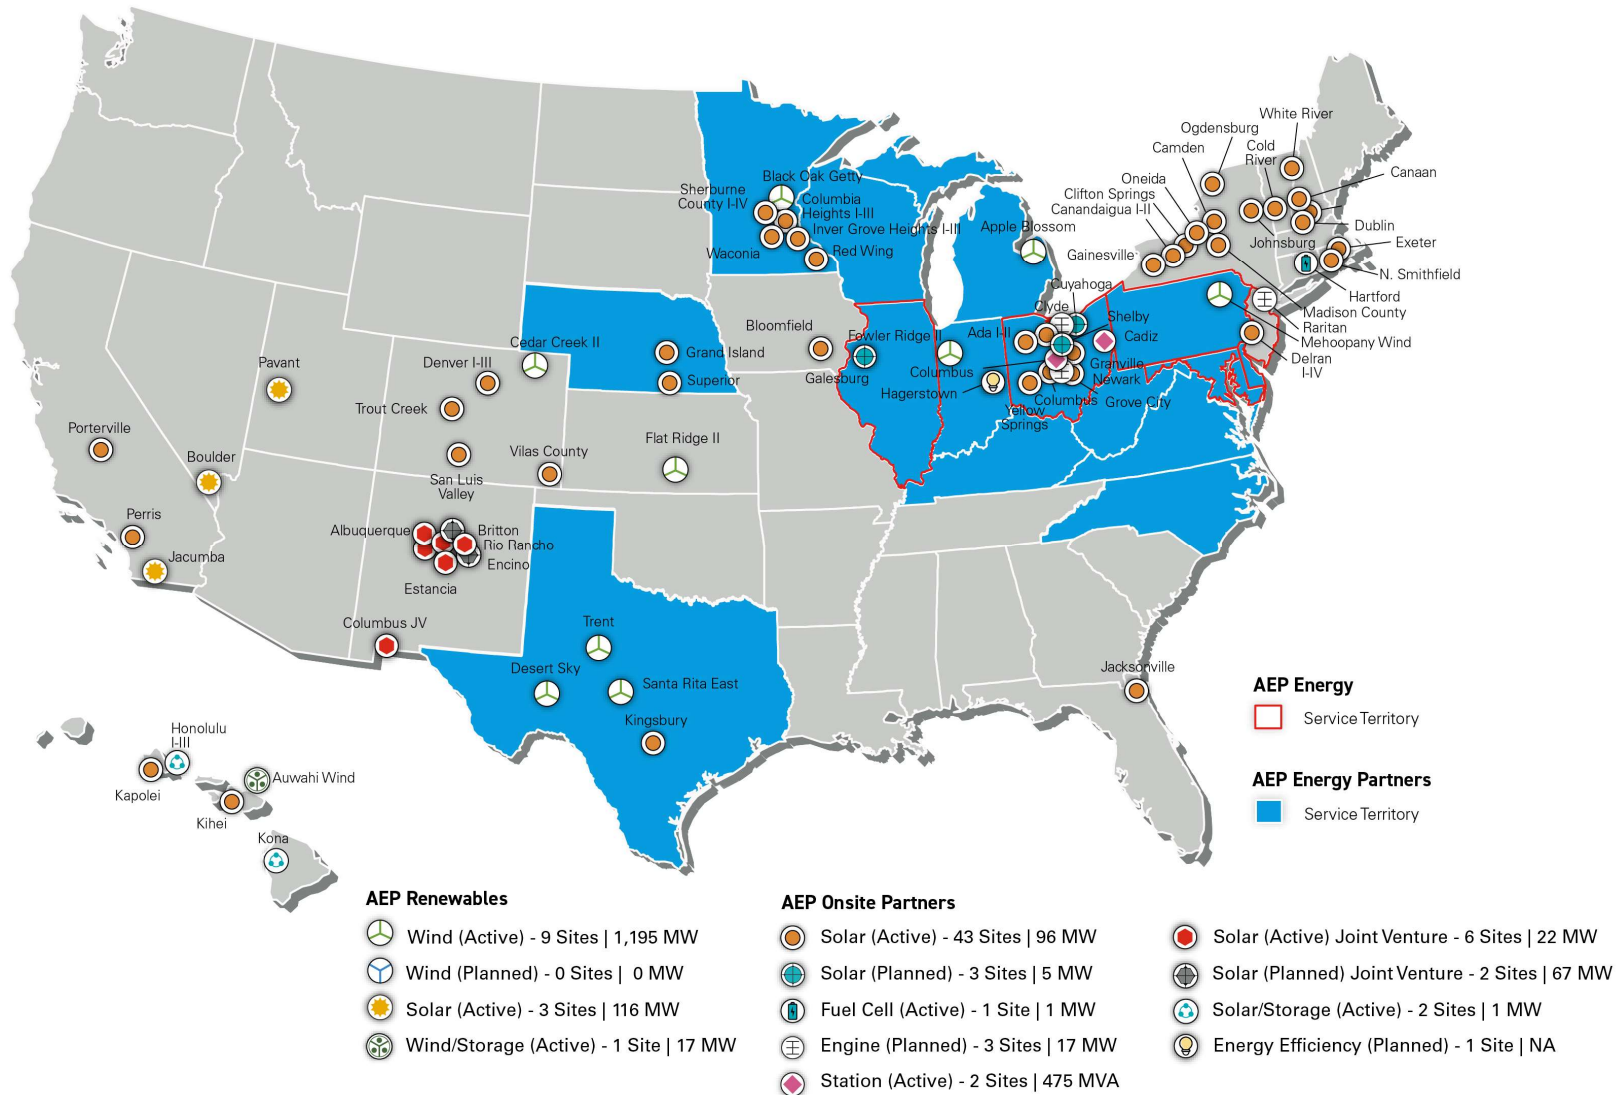 White River
Ogdensburg
Camden
Cold
River
Canaan
Oneida
Clifton Springs
Canandaigua I-II
Black Oak Getty
Sherburne
County I-IV
Columbia
Heights I-III
Inver Grove Heights I-III
Apple Blossom
Waconia
Red Wing
Gainesville
Johnsburg
Dublin
Exeter
N. Smithfield
Hartford
Madison County
Raritan
Mehoopany Wind
Delran
I-IV
Cuyahoga
Clyde
Shelby
Cadiz
Bloomfield
Fowler Ridge II
Ada I-II
Galesburg
Columbus
Granville
Newark
Hagerstown
Columbus
Grove City
Yellow
Springs
Cedar Creek II
Grand Island
Superior
Pavant
Denver I-III
Trout Creek
Porterville
Boulder
San Luis
Valley
Vilas County
Flat Ridge II
Perris
Jacumba
Albuquerque
Britton
Rio Rancho
Encino
Estancia
Columbus JV
Trent
Desert Sky
Santa Rita East
Kingsbury
Jacksonville
Honolulu
I-III
Kapolei
Auwahi Wind
Kihei
Kona
AEP Energy
Service Territory
AEP Energy Partners
Service Territory
AEP Renewables
Wind (Active) - 9 Sites | 1,195 MW
Wind (Planned) - 0 Sites | 0 MW
Solar (Active) - 3 Sites | 116 MW
Wind/Storage (Active) - 1 Site | 17 MW
AEP Onsite Partners
Solar (Active) - 43 Sites | 96 MW
Solar (Planned) - 3 Sites | 5 MW
Fuel Cell (Active) - 1 Site | 1 MW
Engine (Planned) - 3 Sites | 17 MW
Station (Active) - 2 Sites | 475 MVA
Solar (Active) Joint Venture - 6 Sites | 22 MW
Solar (Planned) Joint Venture - 2 Sites | 67 MW
Solar/Storage (Active) - 2 Sites | 1 MW
Energy Efficiency (Planned) - 1 Site | NA